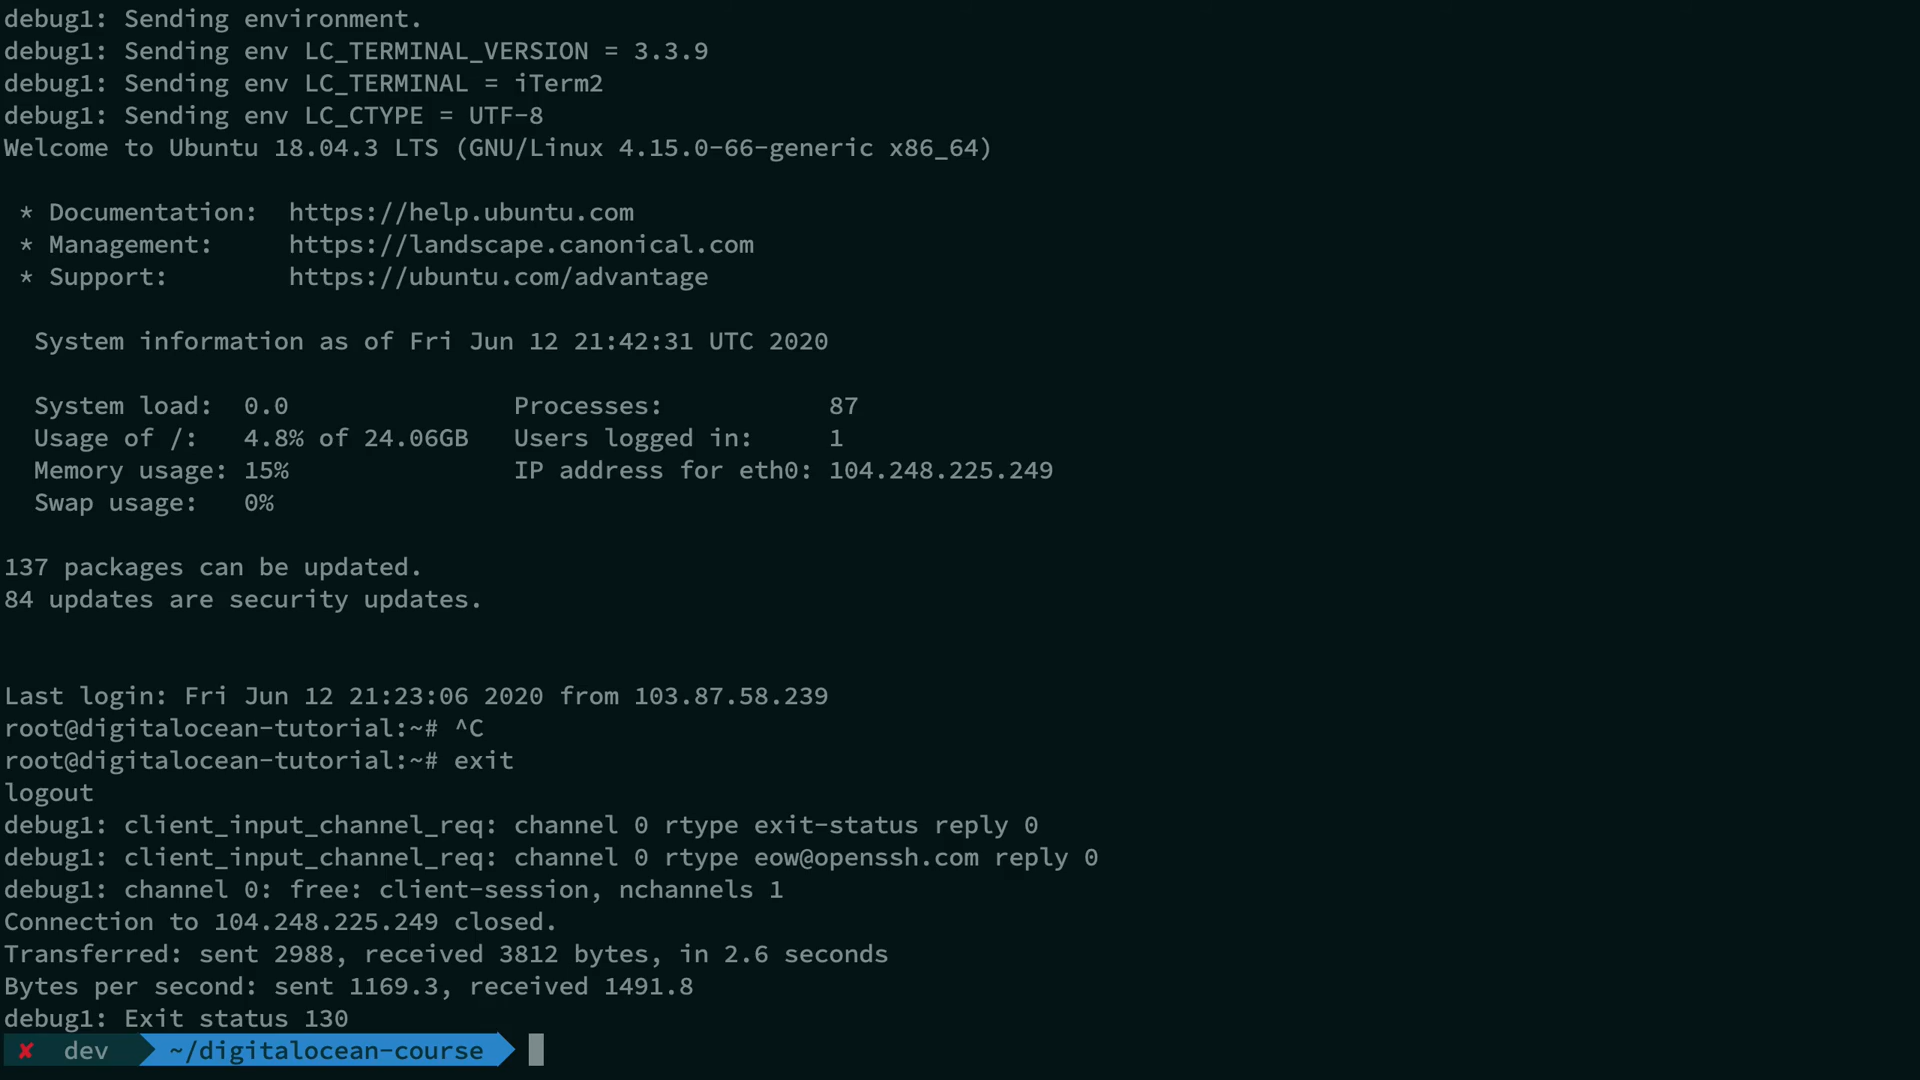 debug1: Sending environment.
debug1: Sending env LC_TERMINAL_VERSION = 3.3.9
debug1: Sending env LC_TERMINAL = iTerm2
debug1: Sending env LC_CTYPE = UTF-8
Welcome to Ubuntu 18.04.3 LTS (GNU/Linux 4.15.0-66-generic x86_64)
* Documentation:  https://help.ubuntu.com
* Management:     https://landscape.canonical.com
* Support:        https://ubuntu.com/advantage
System information as of Fri Jun 12 21:42:31 UTC 2020
System load:  0.0               Processes:           87
Usage of /:   4.8% of 24.06GB   Users logged in:     1
Memory usage: 15%               IP address for eth0: 104.248.225.249
Swap usage:   0%
137 packages can be updated.
84 updates are security updates.
Last login: Fri Jun 12 21:23:06 2020 from 103.87.58.239
root@digitalocean-tutorial:~# ^C
root@digitalocean-tutorial:~# exit
logout
debug1: client_input_channel_req: channel 0 rtype exit-status reply 0
debug1: client_input_channel_req: channel 0 rtype eow@openssh.com reply 0
debug1: channel 0: free: client-session, nchannels 1
Connection to 104.248.225.249 closed.
Transferred: sent 2988, received 3812 bytes, in 2.6 seconds
Bytes per second: sent 1169.3, received 1491.8
debug1: Exit status 130
✘ dev ~/digitalocean-course